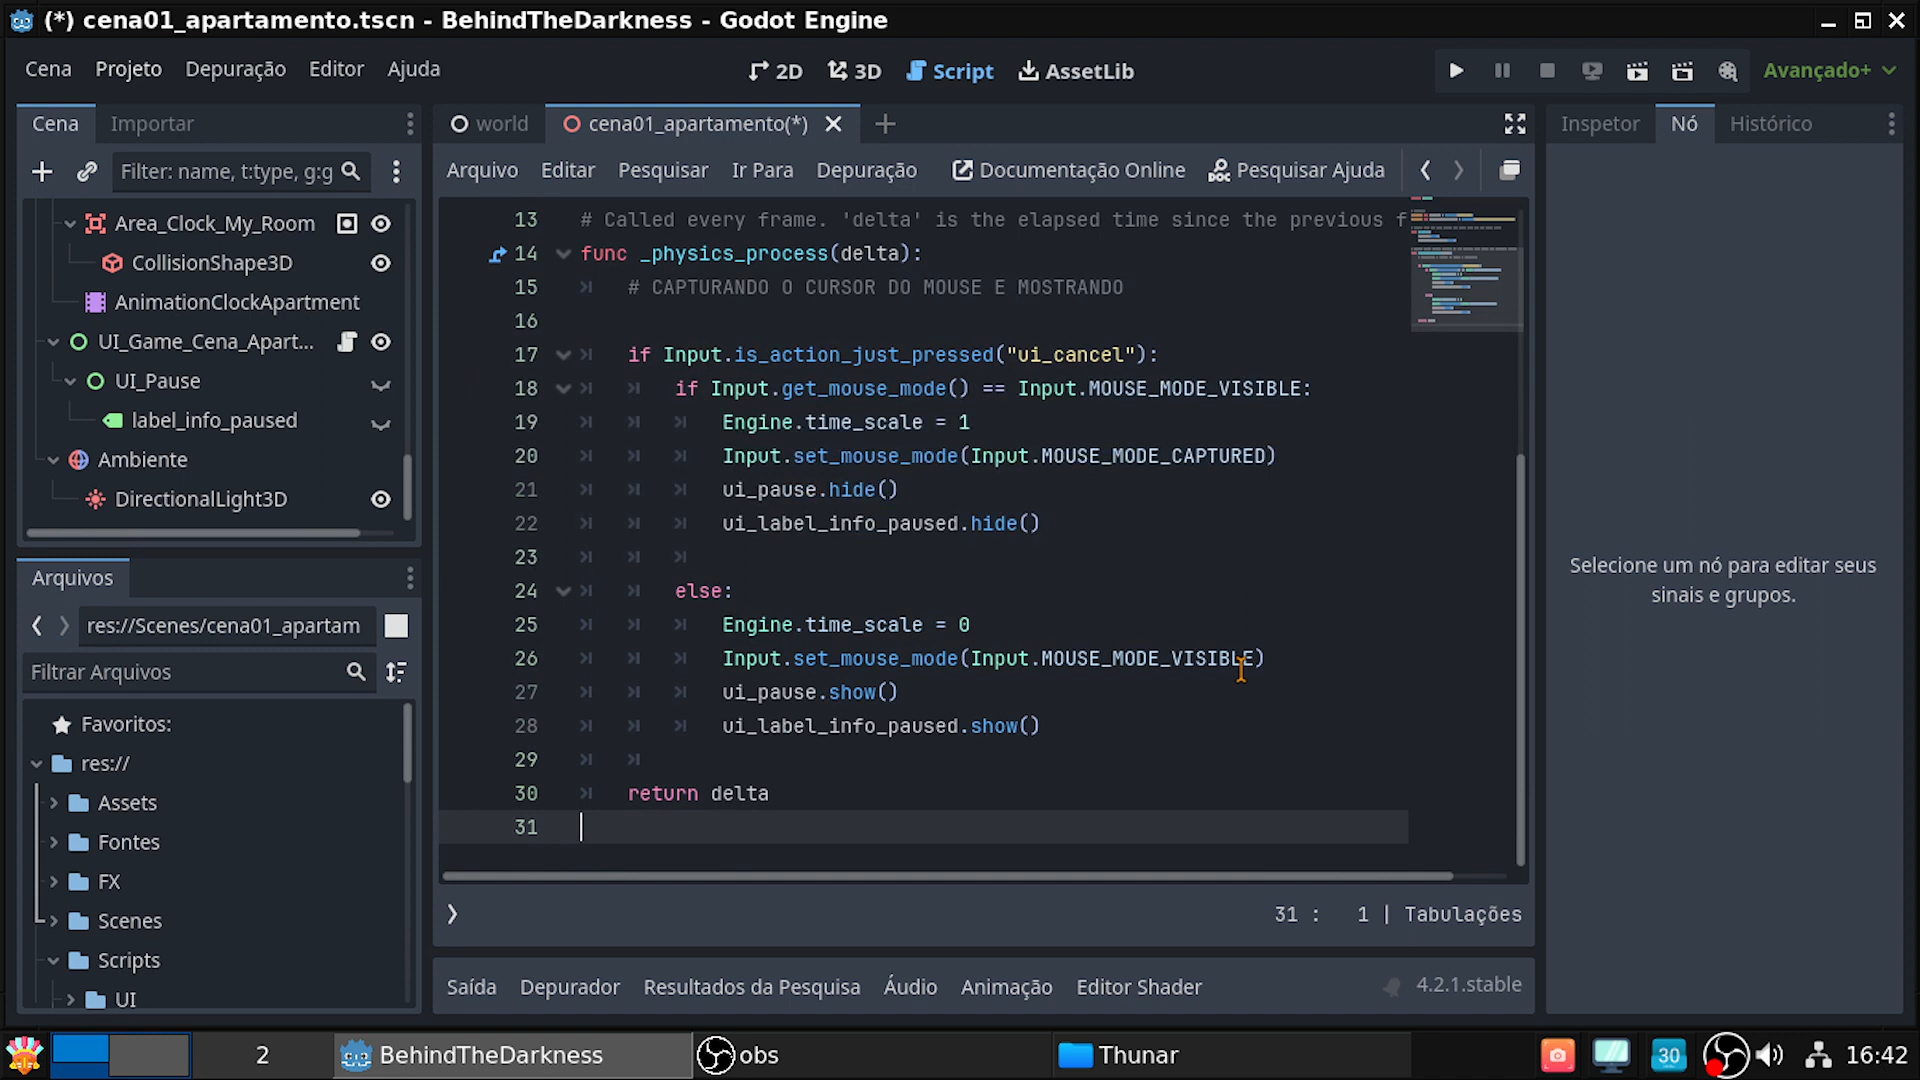 (*) cena01_apartamento.tscn - BehindTheDarkness - Godot Engine
Cena Projeto Depuração Editor Ajuda
2D 3D Script AssetLib
Avançado+
Cena Importar
world cena01_apartamento(*)
Inspetor Nó Histórico
Filter: name, t:type, g:g
Arquivo Editar Pesquisar Ir Para Depuração Documentação Online Pesquisar Ajuda
Area_Clock_My_Room
CollisionShape3D
AnimationClockApartment
UI_Game_Cena_Apart...
UI_Pause
label_info_paused
Ambiente
DirectionalLight3D
13 # Called every frame. 'delta' is the elapsed time since the previous f
14 func _physics_process(delta):
15 # CAPTURANDO O CURSOR DO MOUSE E MOSTRANDO
16
17 if Input.is_action_just_pressed("ui_cancel"):
18 if Input.get_mouse_mode() == Input.MOUSE_MODE_VISIBLE:
19 Engine.time_scale = 1
20 Input.set_mouse_mode(Input.MOUSE_MODE_CAPTURED)
21 ui_pause.hide()
22 ui_label_info_paused.hide()
23
24 else:
25 Engine.time_scale = 0
26 Input.set_mouse_mode(Input.MOUSE_MODE_VISIBLE)
27 ui_pause.show()
28 ui_label_info_paused.show()
29
30 return delta
31
31 : 1 | Tabulações
Selecione um nó para editar seus
sinais e grupos.
Arquivos
res://Scenes/cena01_apartam
Filtrar Arquivos
Favoritos:
res://
Assets
Fontes
FX
Scenes
Scripts
UI
Saída Depurador Resultados da Pesquisa Áudio Animação Editor Shader 4.2.1.stable
2 BehindTheDarkness obs Thunar 30 16:42